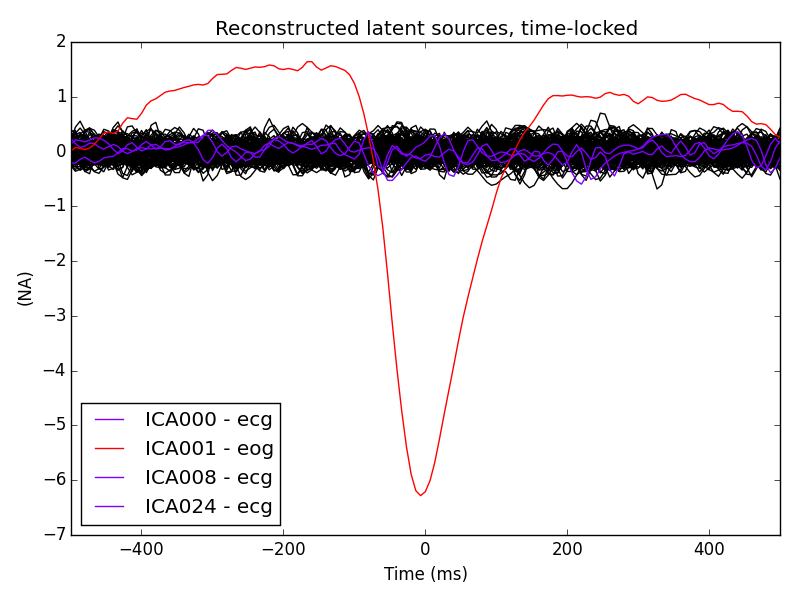 Reconstructed latent sources, time-locked
2
1
0
−1
−2
−3
−4
−5
−6
−7
(NA)
ICA000 - ecg
ICA001 - eog
ICA008 - ecg
ICA024 - ecg
−400 −200 0 200 400
Time (ms)